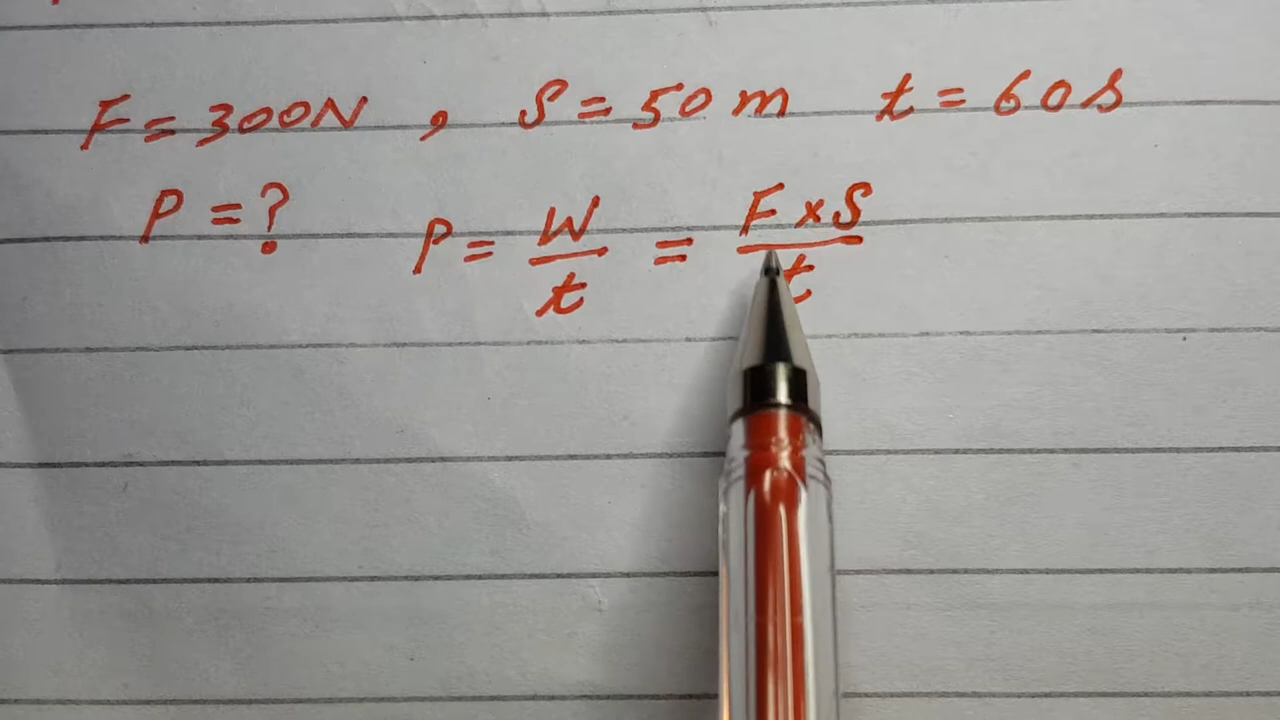 F = 300N , S = 50 m t = 60s
P = ? P = W/t = F×S/t